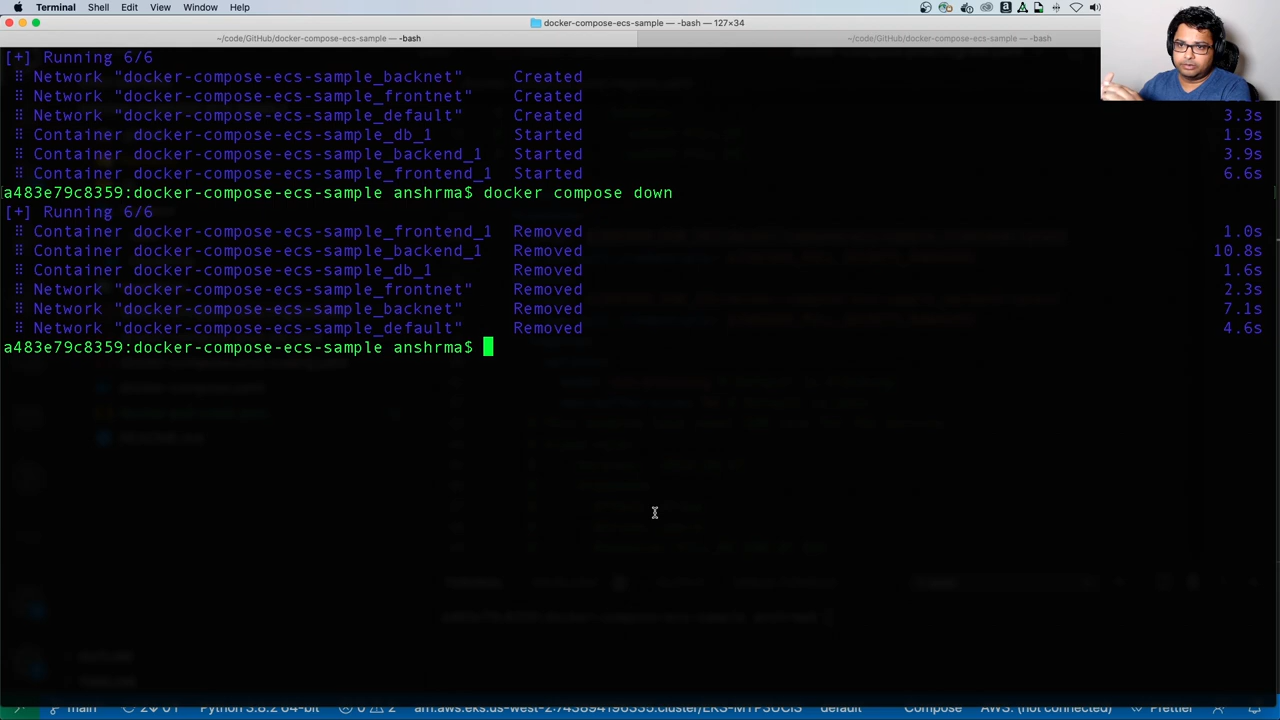 Terminal Shell Edit View Window Help
docker-compose-ecs-sample — -bash — 127×34
~/code/GitHub/docker-compose-ecs-sample — -bash
~/code/GitHub/docker-compose-ecs-sample — -bash
[+] Running 6/6
⠿ Network "docker-compose-ecs-sample_backnet" Created
⠿ Network "docker-compose-ecs-sample_frontnet" Created
⠿ Network "docker-compose-ecs-sample_default" Created 3.3s
⠿ Container docker-compose-ecs-sample_db_1 Started 1.9s
⠿ Container docker-compose-ecs-sample_backend_1 Started 3.9s
⠿ Container docker-compose-ecs-sample_frontend_1 Started 6.6s
a483e79c8359:docker-compose-ecs-sample anshrma$ docker compose down
[+] Running 6/6
⠿ Container docker-compose-ecs-sample_frontend_1 Removed 1.0s
⠿ Container docker-compose-ecs-sample_backend_1 Removed 10.8s
⠿ Container docker-compose-ecs-sample_db_1 Removed 1.6s
⠿ Network "docker-compose-ecs-sample_frontnet" Removed 2.3s
⠿ Network "docker-compose-ecs-sample_backnet" Removed 7.1s
⠿ Network "docker-compose-ecs-sample_default" Removed 4.6s
a483e79c8359:docker-compose-ecs-sample anshrma$
main Python 3.8.2 64-bit default Compose AWS: (not connected) Prettier